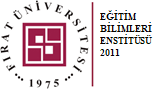 FIRAT ÜNİVERSİTESİ
1975
EĞİTİM
BİLİMLERİ
ENSTİTÜSÜ
2011